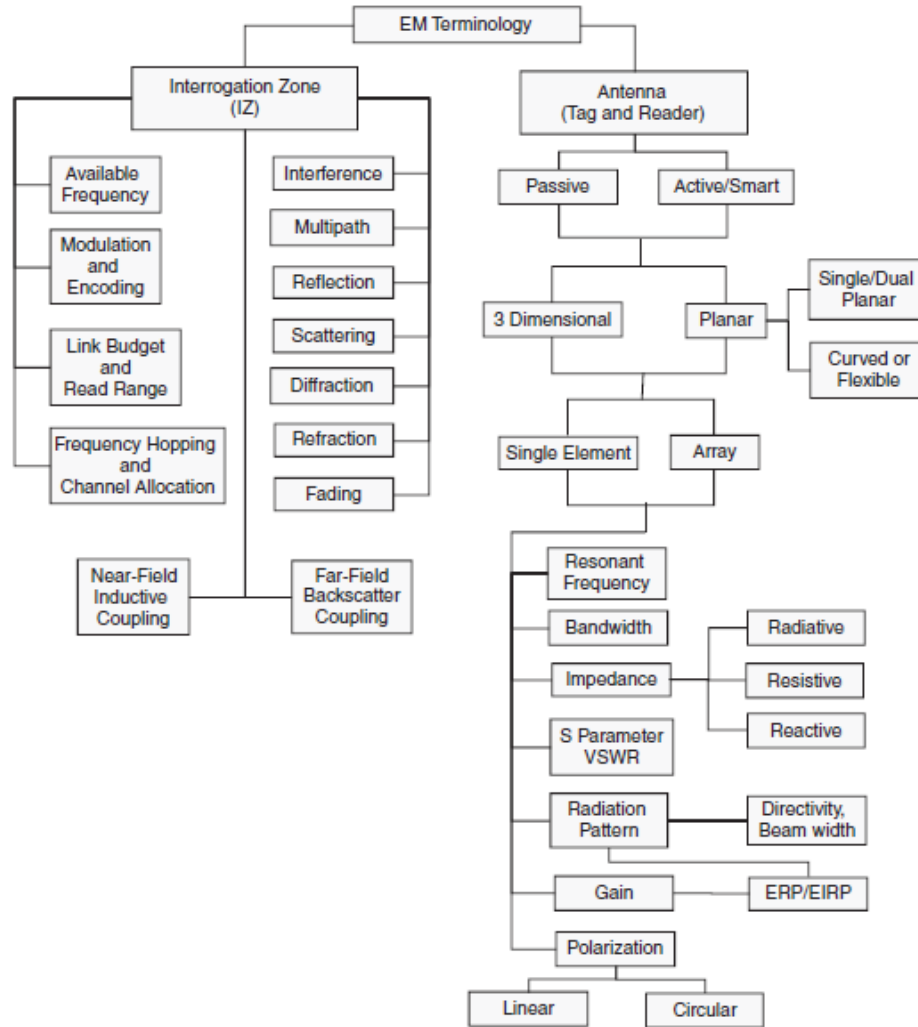 EM Terminology
Interrogation Zone
(IZ)
Available
Frequency
Modulation
and
Encoding
Link Budget
and
Read Range
Frequency Hopping
and
Channel Allocation
Interference
Multipath
Reflection
Scattering
Diffraction
Refraction
Fading
Near-Field
Inductive
Coupling
Far-Field
Backscatter
Coupling
Antenna
(Tag and Reader)
Passive
Active/Smart
3 Dimensional
Planar
Single/Dual
Planar
Curved or
Flexible
Single Element
Array
Resonant
Frequency
Bandwidth
Impedance
Radiative
Resistive
Reactive
S Parameter
VSWR
Radiation
Pattern
Directivity,
Beam width
Gain
ERP/EIRP
Polarization
Linear
Circular